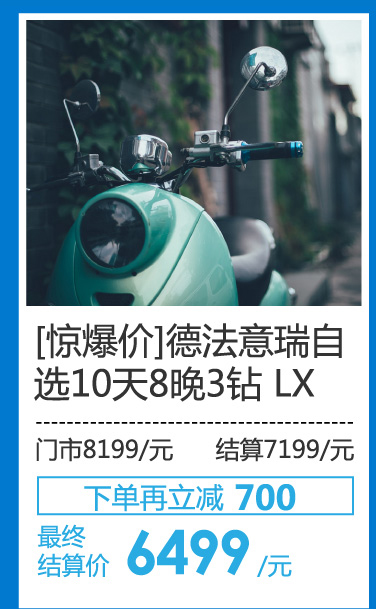 [惊爆价]德法意瑞自
选10天8晚3钻 LX
门市8199/元 结算7199/元
下单再立减 700
最终
结算价 6499 /元